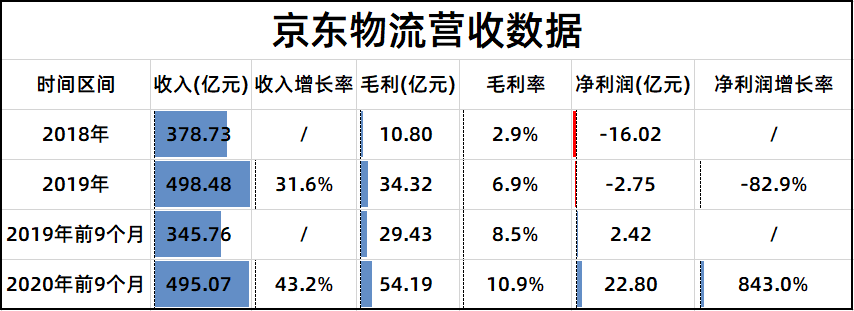 京东物流营收数据
时间区间 收入(亿元) 收入增长率 毛利(亿元) 毛利率 净利润(亿元) 净利润增长率
2018年 378.73 / 10.80 2.9% -16.02 /
2019年 498.48 31.6% 34.32 6.9% -2.75 -82.9%
2019年前9个月 345.76 / 29.43 8.5% 2.42 /
2020年前9个月 495.07 43.2% 54.19 10.9% 22.80 843.0%